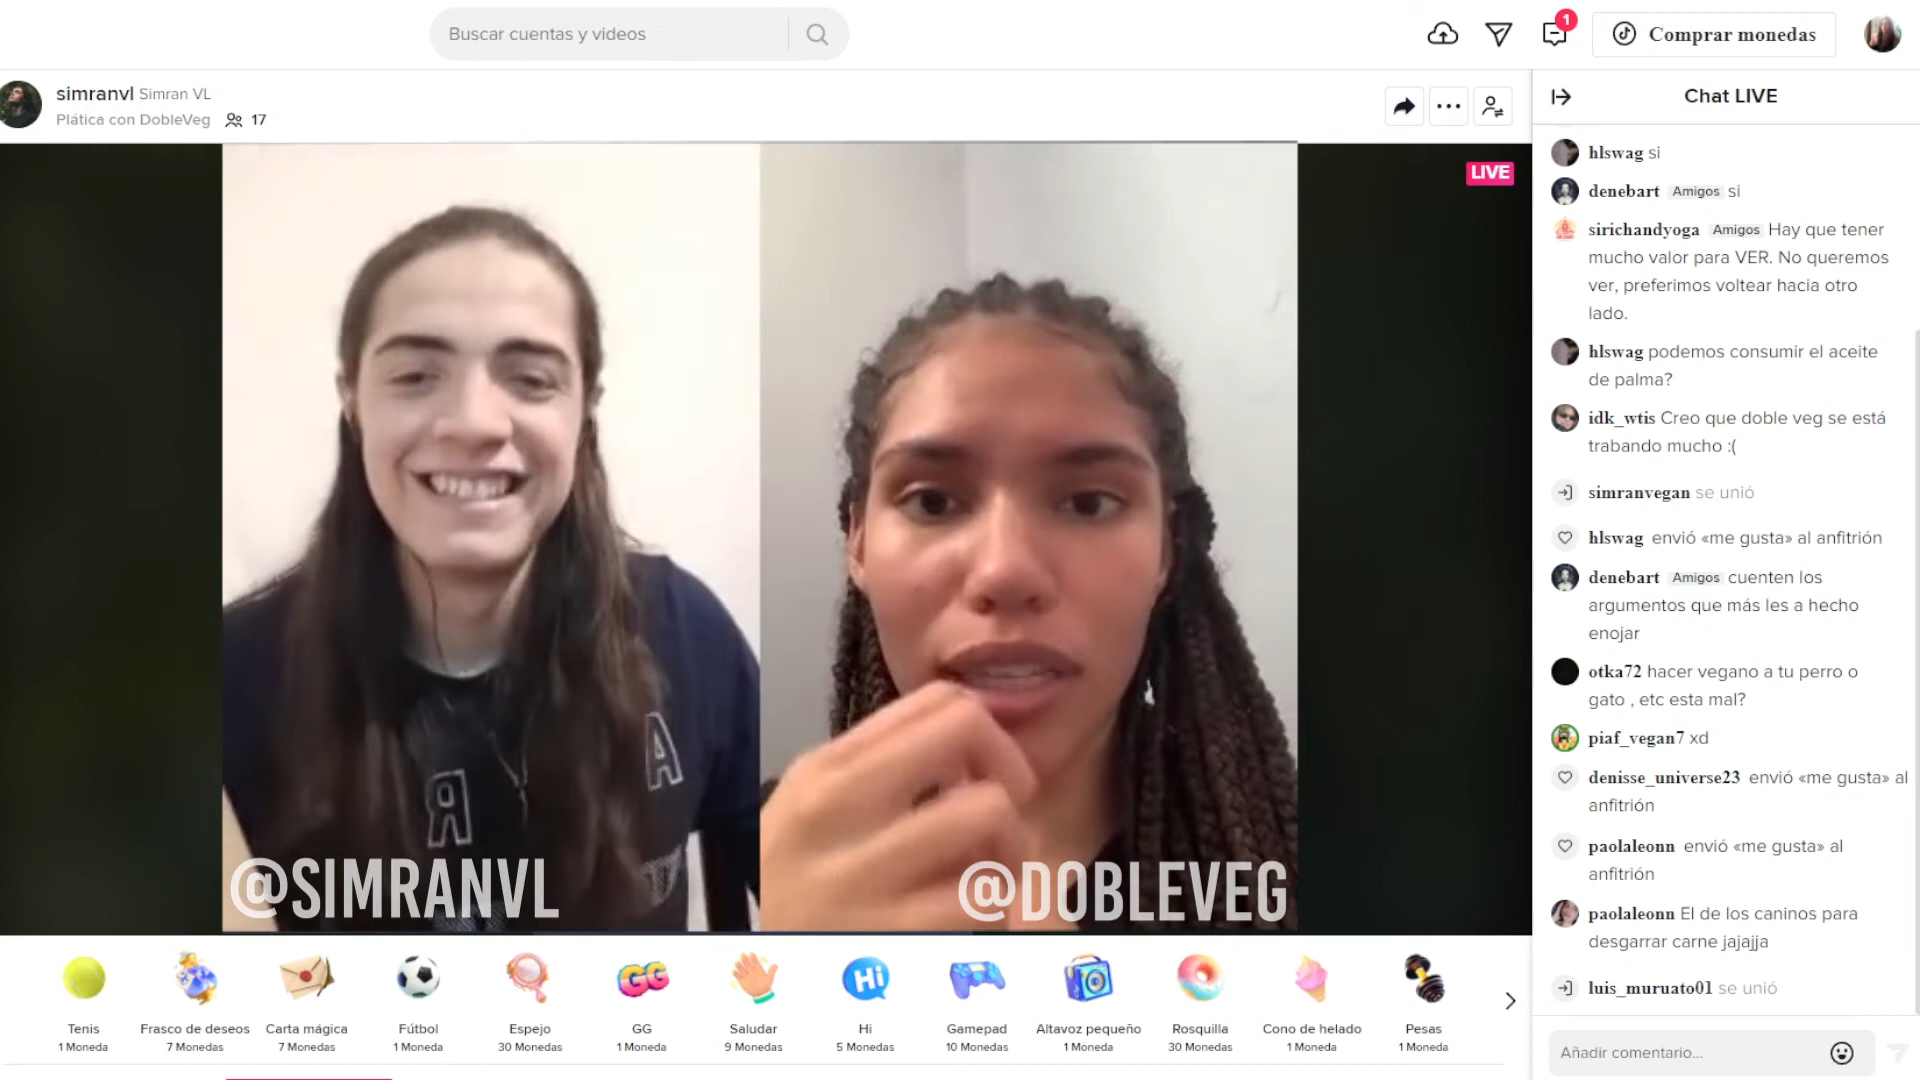 Buscar cuentas y videos
1
Comprar monedas
simranvl Simran VL
Plática con DobleVeg 17
LIVE
@SIMRANVL
@DOBLEVEG
A
R
Tenis
1 Moneda
Frasco de deseos
7 Monedas
Carta mágica
7 Monedas
Fútbol
1 Moneda
Espejo
30 Monedas
GG
GG
1 Moneda
Saludar
9 Monedas
Hi
Hi
5 Monedas
Gamepad
10 Monedas
Altavoz pequeño
1 Moneda
Rosquilla
30 Monedas
Cono de helado
1 Moneda
Pesas
1 Moneda
Chat LIVE
hlswag si
denebart Amigos si
sirichandyoga Amigos Hay que tener
mucho valor para VER. No queremos
ver, preferimos voltear hacia otro
lado.
hlswag podemos consumir el aceite
de palma?
idk_wtis Creo que doble veg se está
trabando mucho :(
simranvegan se unió
hlswag envió «me gusta» al anfitrión
denebart Amigos cuenten los
argumentos que más les a hecho
enojar
otka72 hacer vegano a tu perro o
gato , etc esta mal?
piaf_vegan7 xd
denisse_universe23 envió «me gusta» al
anfitrión
paolaleonn envió «me gusta» al
anfitrión
paolaleonn El de los caninos para
desgarrar carne jajajja
luis_muruato01 se unió
Añadir comentario...